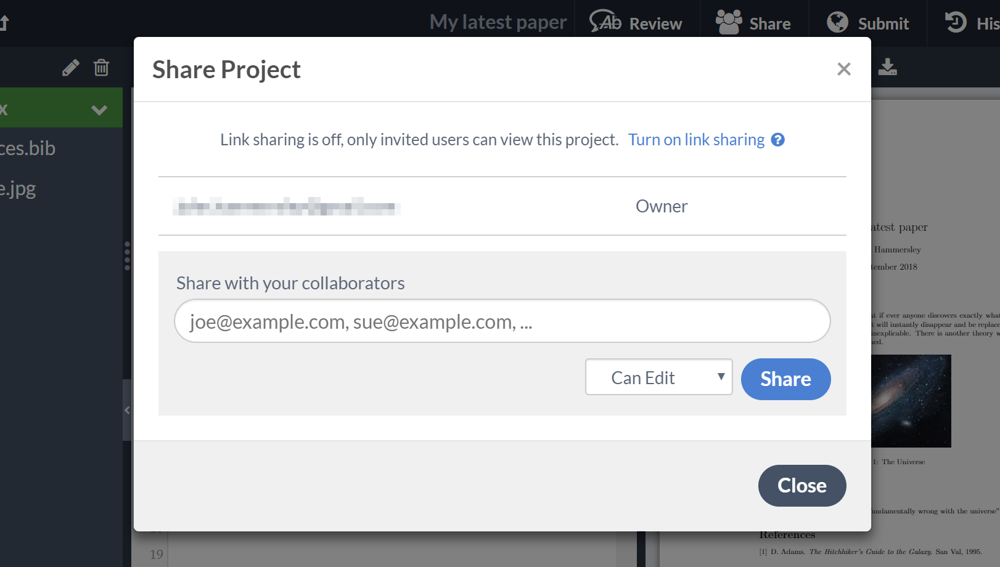 My latest paper
Review
Share
Submit
His
Share Project
×
x
Link sharing is off, only invited users can view this project. Turn on link sharing
ces.bib
e.jpg
Owner
atest paper
Hammersley
tember 2018
Share with your collaborators
joe@example.com, sue@example.com, ...
t if ever anyone discovers exactly what
t will instantly disappear and be replace
inexplicable. There is another theory w
ned.
Can Edit
Share
1: The Universe
Close
undamentally wrong with the universe”
References
19
[1] D. Adams. The Hitchhiker's Guide to the Galaxy. San Val, 1995.